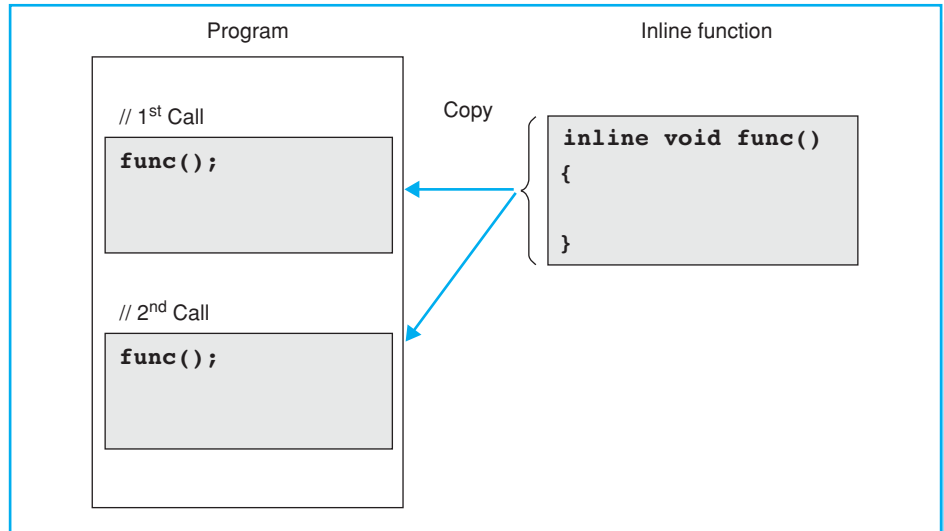 Program
Inline function
// 1st Call
Copy
func();
inline void func()
{
}
// 2nd Call
func();